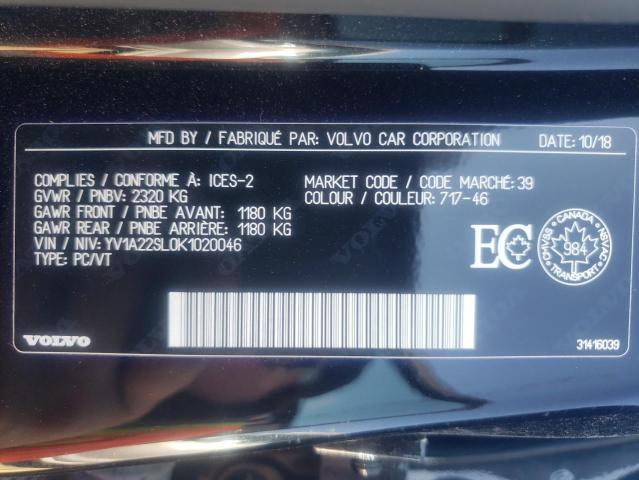 MFD BY / FABRIQUÉ PAR: VOLVO CAR CORPORATION DATE: 10/18
COMPLIES / CONFORME À: ICES-2
GVWR / PNBV: 2320 KG
GAWR FRONT / PNBE AVANT: 1180 KG
GAWR REAR / PNBE ARRIÈRE: 1180 KG
VIN / NIV: YV1A22SL0K1020046
TYPE: PC/VT
MARKET CODE / CODE MARCHÉ: 39
COLOUR / COULEUR: 717-46
EC
CANADA
CMVSS 984 NSVAC
TRANSPORT
VOLVO
31416039